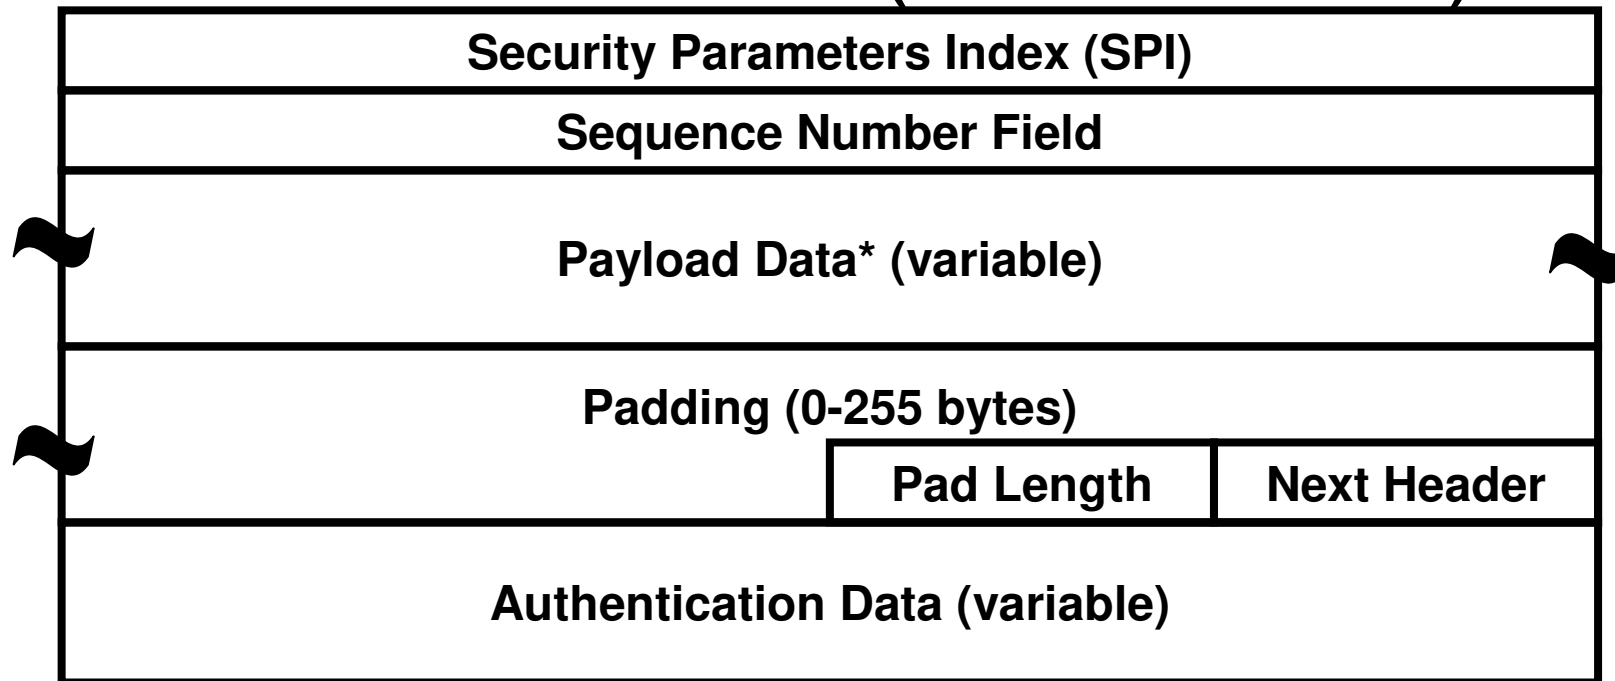 Security Parameters Index (SPI)
Sequence Number Field
Payload Data* (variable)
Padding (0-255 bytes)
Pad Length Next Header
Authentication Data (variable)